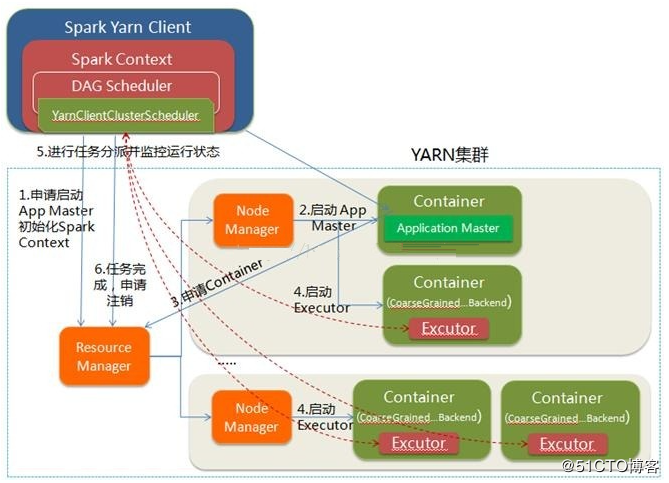 Spark Yarn Client
Spark Context
DAG Scheduler
YarnClientClusterScheduler
5.进行任务分派并监控运行状态
YARN集群
1.申请启动
App Master
初始化Spark
Context
6.任务完
成，申请
注销
3.申请Container
Resource
Manager
Node
Manager
2.启动 App
Master
Container
Application Master
4.启动
Executor
Container
(CoarseGrained...Backend)
Excutor
......
Node
Manager
4.启动
Executor
Container
(CoarseGrained...Backend)
Excutor
Container
(CoarseGrained...Backend)
Excutor
@51CTO博客